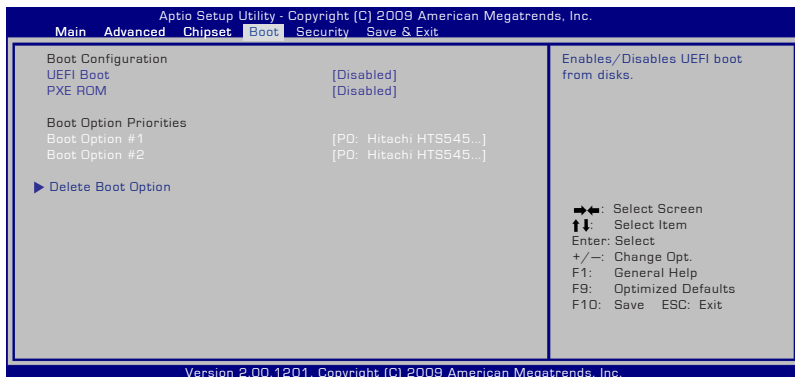 Aptio Setup Utility - Copyright (C) 2009 American Megatrends, Inc.
Main Advanced Chipset Boot Security Save & Exit
Boot Configuration
UEFI Boot [Disabled]
PXE ROM [Disabled]
Boot Option Priorities
Boot Option #1 [P0: Hitachi HTS545...]
Boot Option #2 [P0: Hitachi HTS545...]
Delete Boot Option
Enables/Disables UEFI boot
from disks.
→←: Select Screen
↑↓: Select Item
Enter: Select
+/—: Change Opt.
F1: General Help
F9: Optimized Defaults
F10: Save ESC: Exit
Version 2.00.1201. Copyright (C) 2009 American Megatrends, Inc.